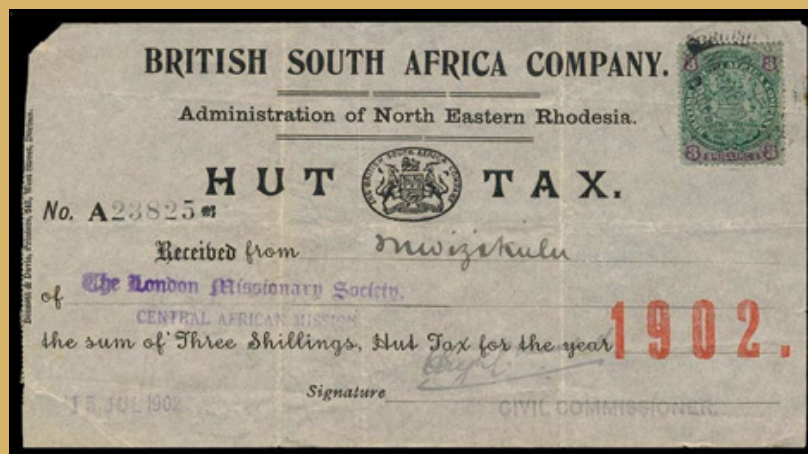 BRITISH SOUTH AFRICA COMPANY.
Administration of North Eastern Rhodesia.
HUT TAX.
No. A23825
Received from Mwizakulu
of The London Missionary Society.
CENTRAL AFRICAN MISSION
the sum of Three Shillings, Hut Tax for the year 1902.
Signature
15 JUL 1902
CIVIL COMMISSIONER.